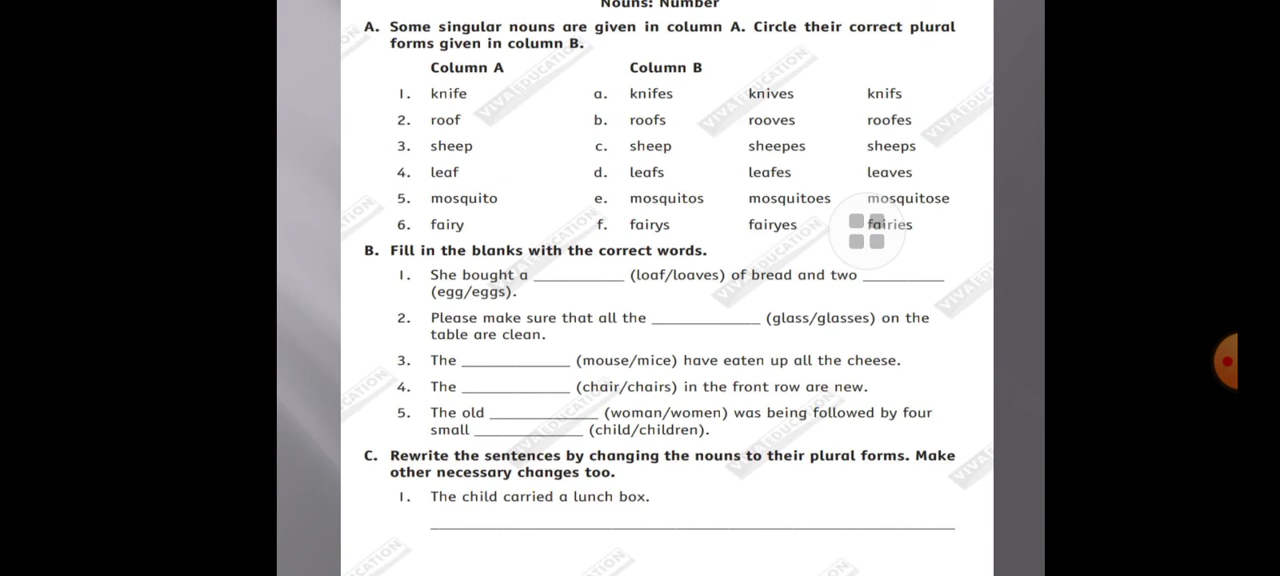 Nouns: Number
A. Some singular nouns are given in column A. Circle their correct plural
forms given in column B.
Column A Column B
1. knife a. knifes knives knifs
2. roof b. roofs rooves roofes
3. sheep c. sheep sheepes sheeps
4. leaf d. leafs leafes leaves
5. mosquito e. mosquitos mosquitoes mosquitose
6. fairy f. fairys fairyes fairies
B. Fill in the blanks with the correct words.
1. She bought a __________ (loaf/loaves) of bread and two __________
(egg/eggs).
2. Please make sure that all the ____________ (glass/glasses) on the
table are clean.
3. The ____________ (mouse/mice) have eaten up all the cheese.
4. The ____________ (chair/chairs) in the front row are new.
5. The old ____________ (woman/women) was being followed by four
small ____________ (child/children).
C. Rewrite the sentences by changing the nouns to their plural forms. Make
other necessary changes too.
1. The child carried a lunch box.
VIVA EDUCATION